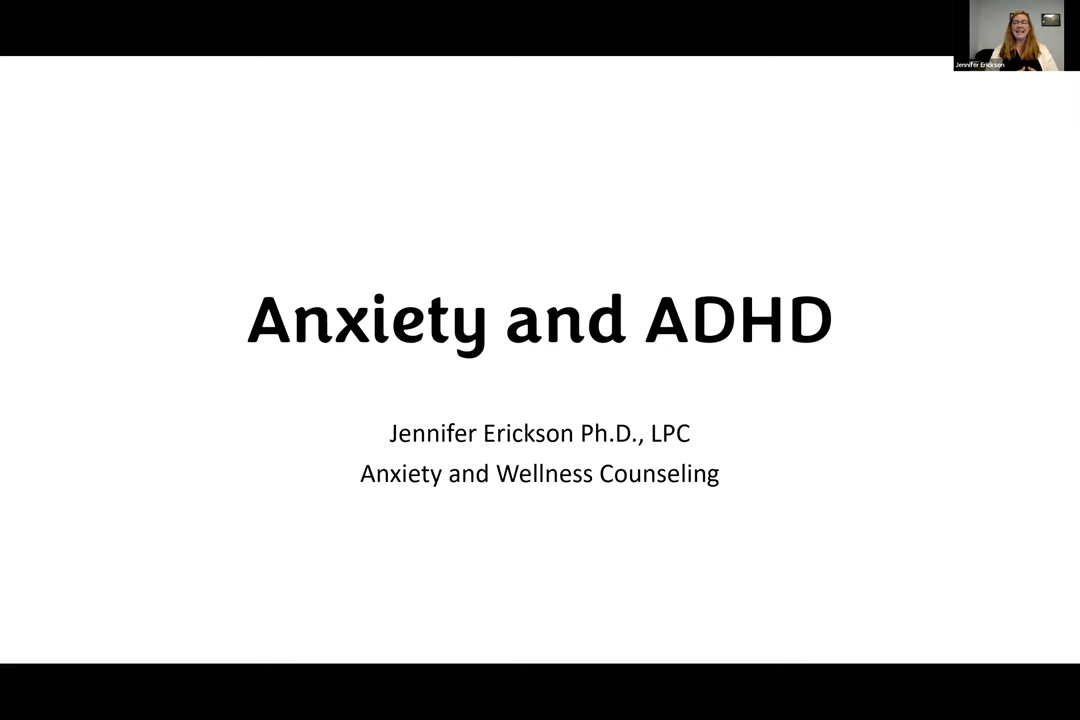 Jennifer Erickson
Anxiety and ADHD
Jennifer Erickson Ph.D., LPC
Anxiety and Wellness Counseling